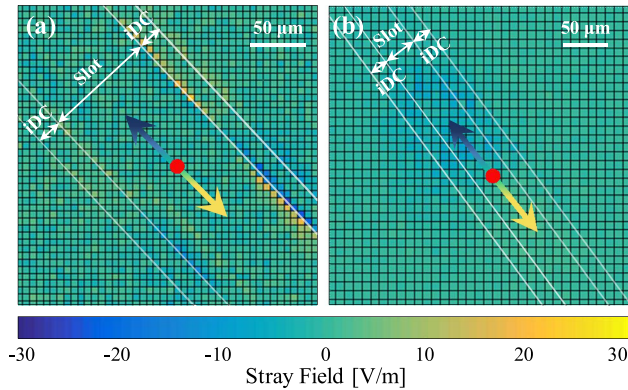 (a)
iDC
50 μm
Slot
iDC
(b)
Slot
iDC
iDC
50 μm
-30 -20 -10 0 10 20 30
Stray Field [V/m]